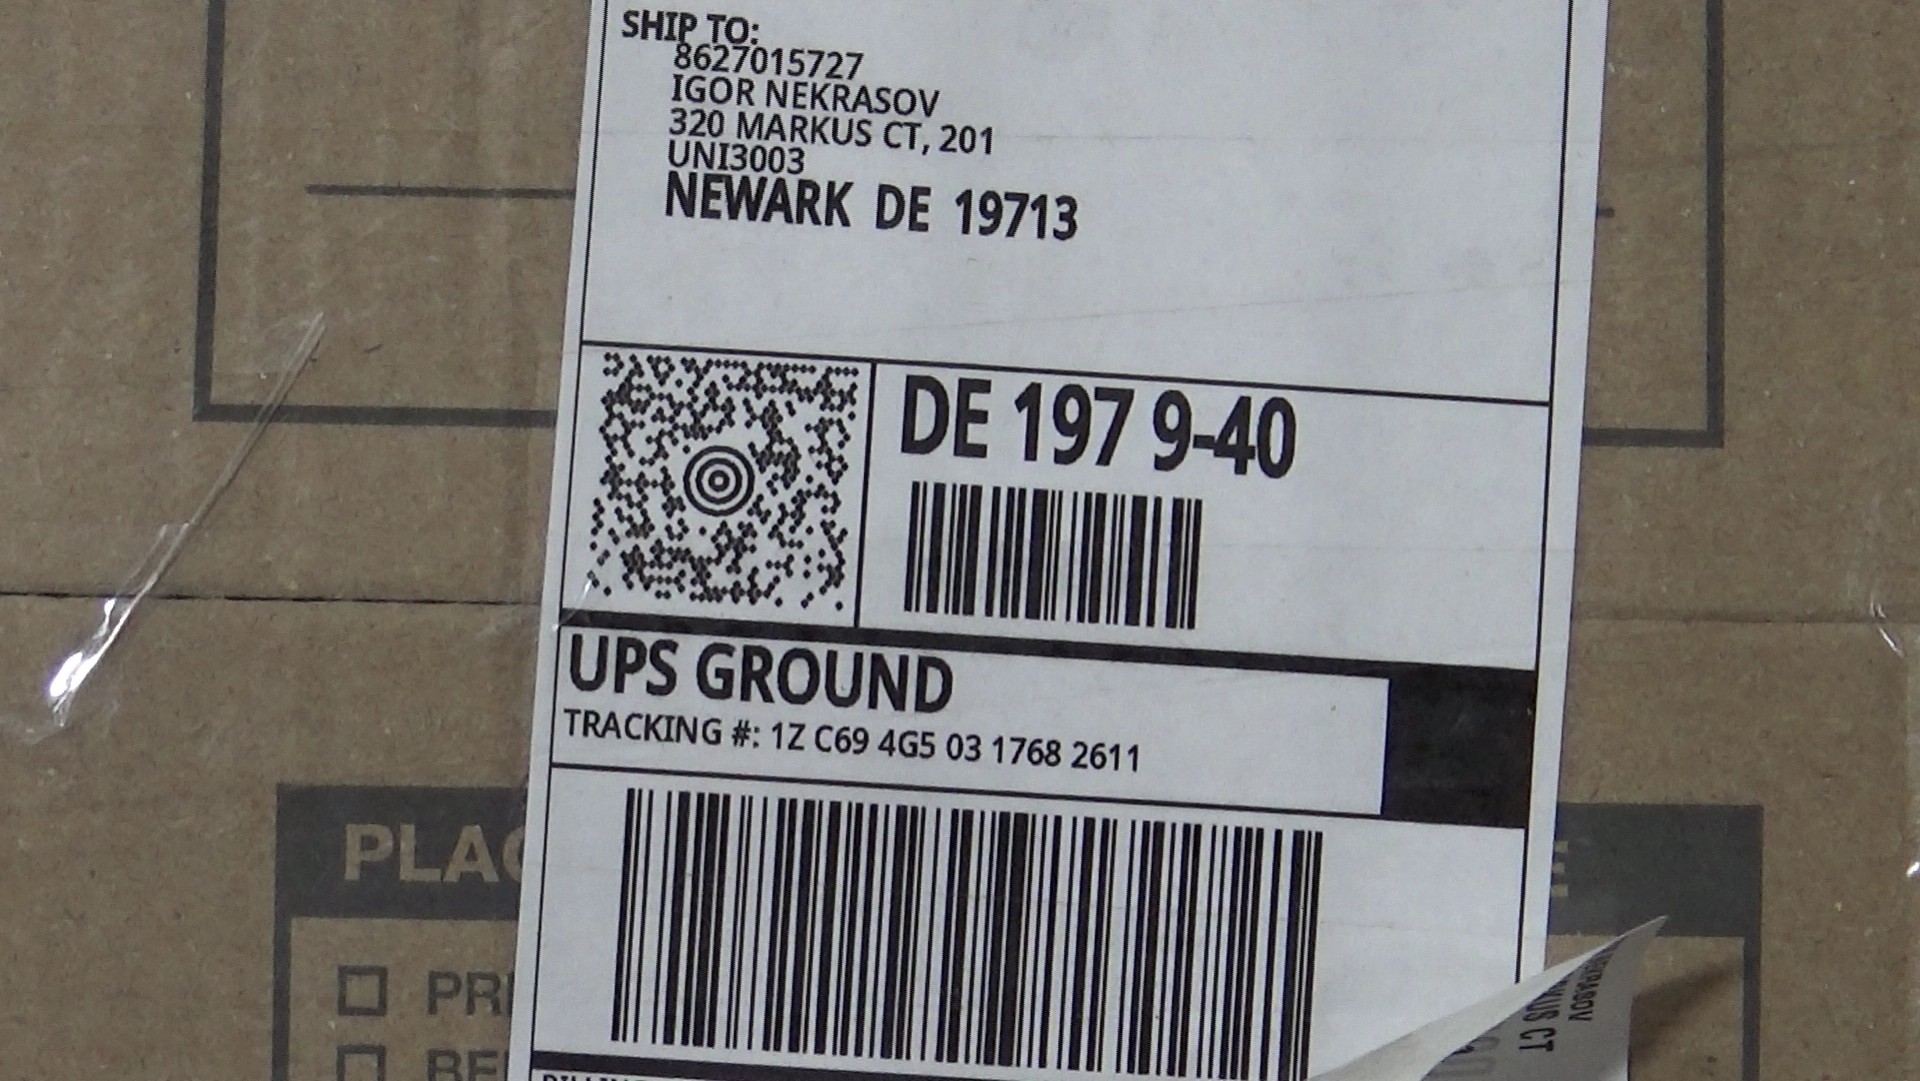 SHIP TO:
8627015727
IGOR NEKRASOV
320 MARKUS CT, 201
UNI3003
NEWARK DE 19713
DE 197 9-40
UPS GROUND
TRACKING #: 1Z C69 4G5 03 1768 2611